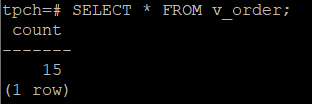 tpch=# SELECT * FROM v_order;
 count
-------
    15
(1 row)